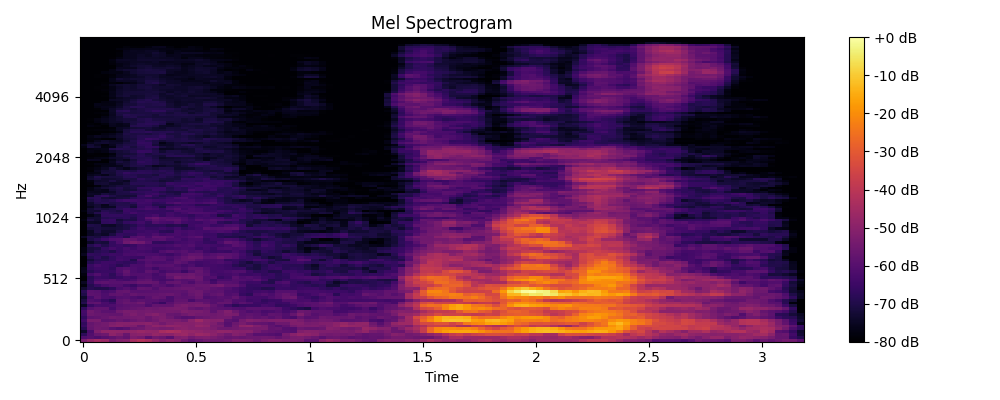 Mel Spectrogram
Hz
4096
2048
1024
512
0
0
0.5
1
1.5
2
2.5
3
Time
+0 dB
-10 dB
-20 dB
-30 dB
-40 dB
-50 dB
-60 dB
-70 dB
-80 dB